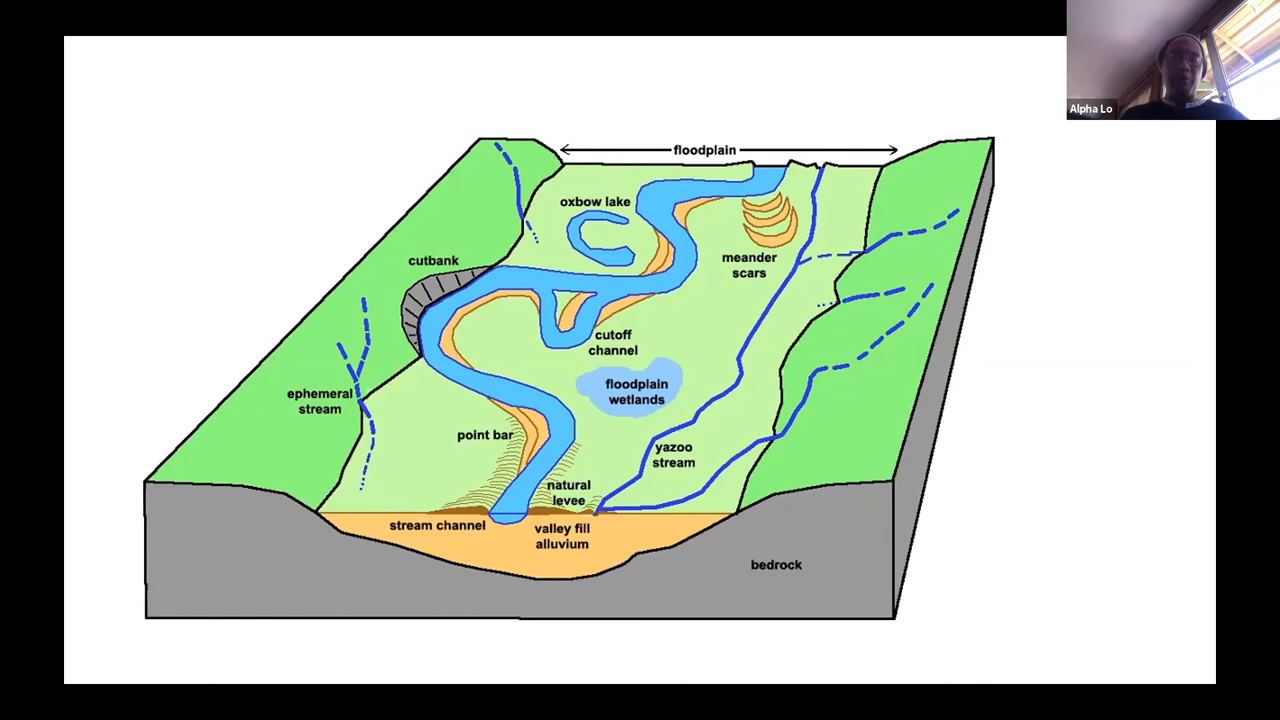 Alpha Lo
floodplain
oxbow lake
cutbank
meander
scars
cutoff
channel
floodplain
wetlands
ephemeral
stream
point bar
yazoo
stream
natural
levee
stream channel
valley fill
alluvium
bedrock